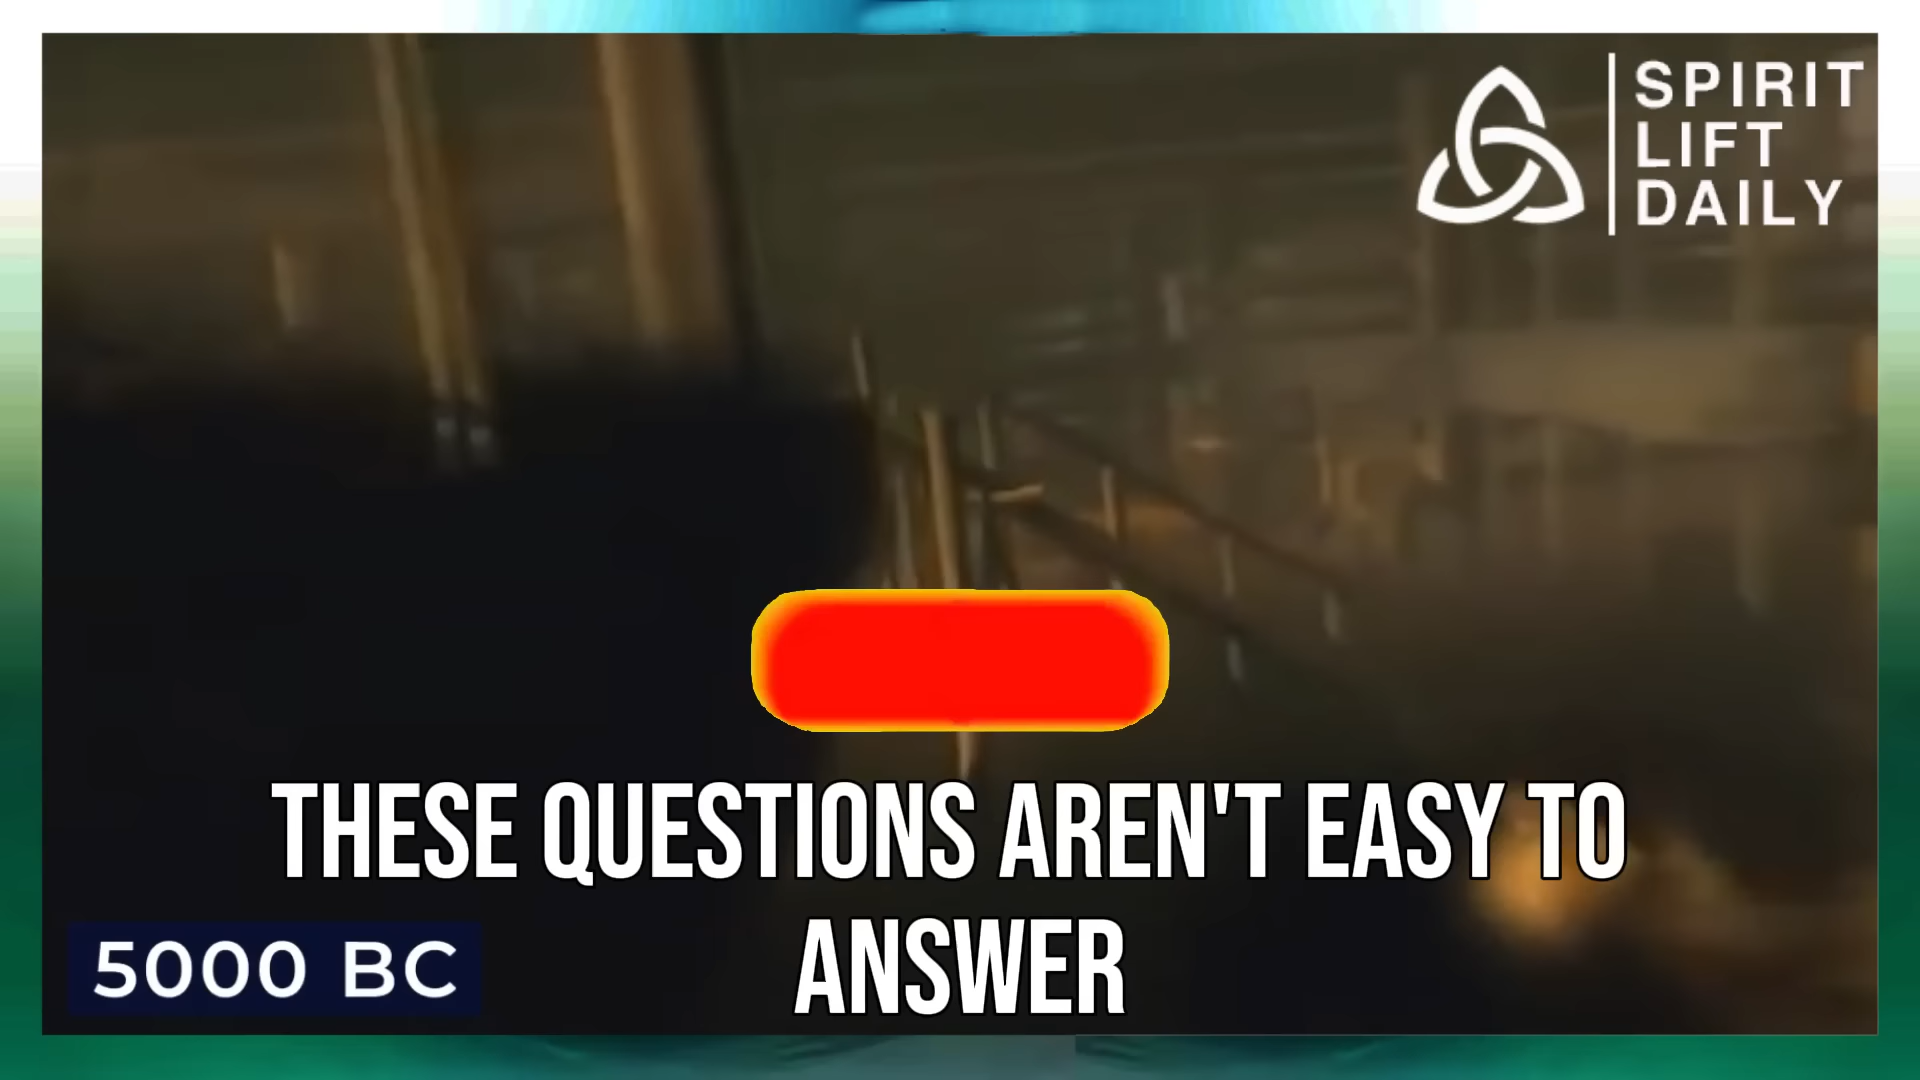 SPIRIT
LIFT
DAILY
THESE QUESTIONS AREN'T EASY TO
ANSWER
5000 BC